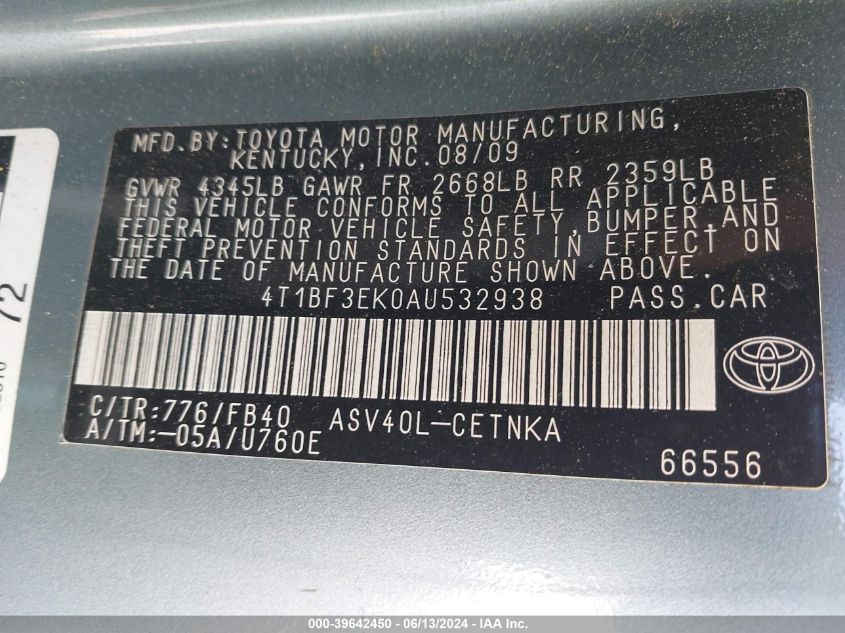 MFD.BY:TOYOTA MOTOR MANUFACTURING,
KENTUCKY,INC.08/09
GVWR 4345LB GAWR FR 2668LB RR 2359LB
THIS VEHICLE CONFORMS TO ALL APPLICABLE
FEDERAL MOTOR VEHICLE SAFETY,BUMPER,AND
THEFT PREVENTION STANDARDS IN EFFECT ON
THE DATE OF MANUFACTURE SHOWN ABOVE.
4T1BF3EK0AU532938 PASS.CAR
C/TR:776/FB40 ASV40L-CETNKA
A/TM:-05A/U760E
66556
72
000-39642450 - 06/13/2024 - IAA Inc.